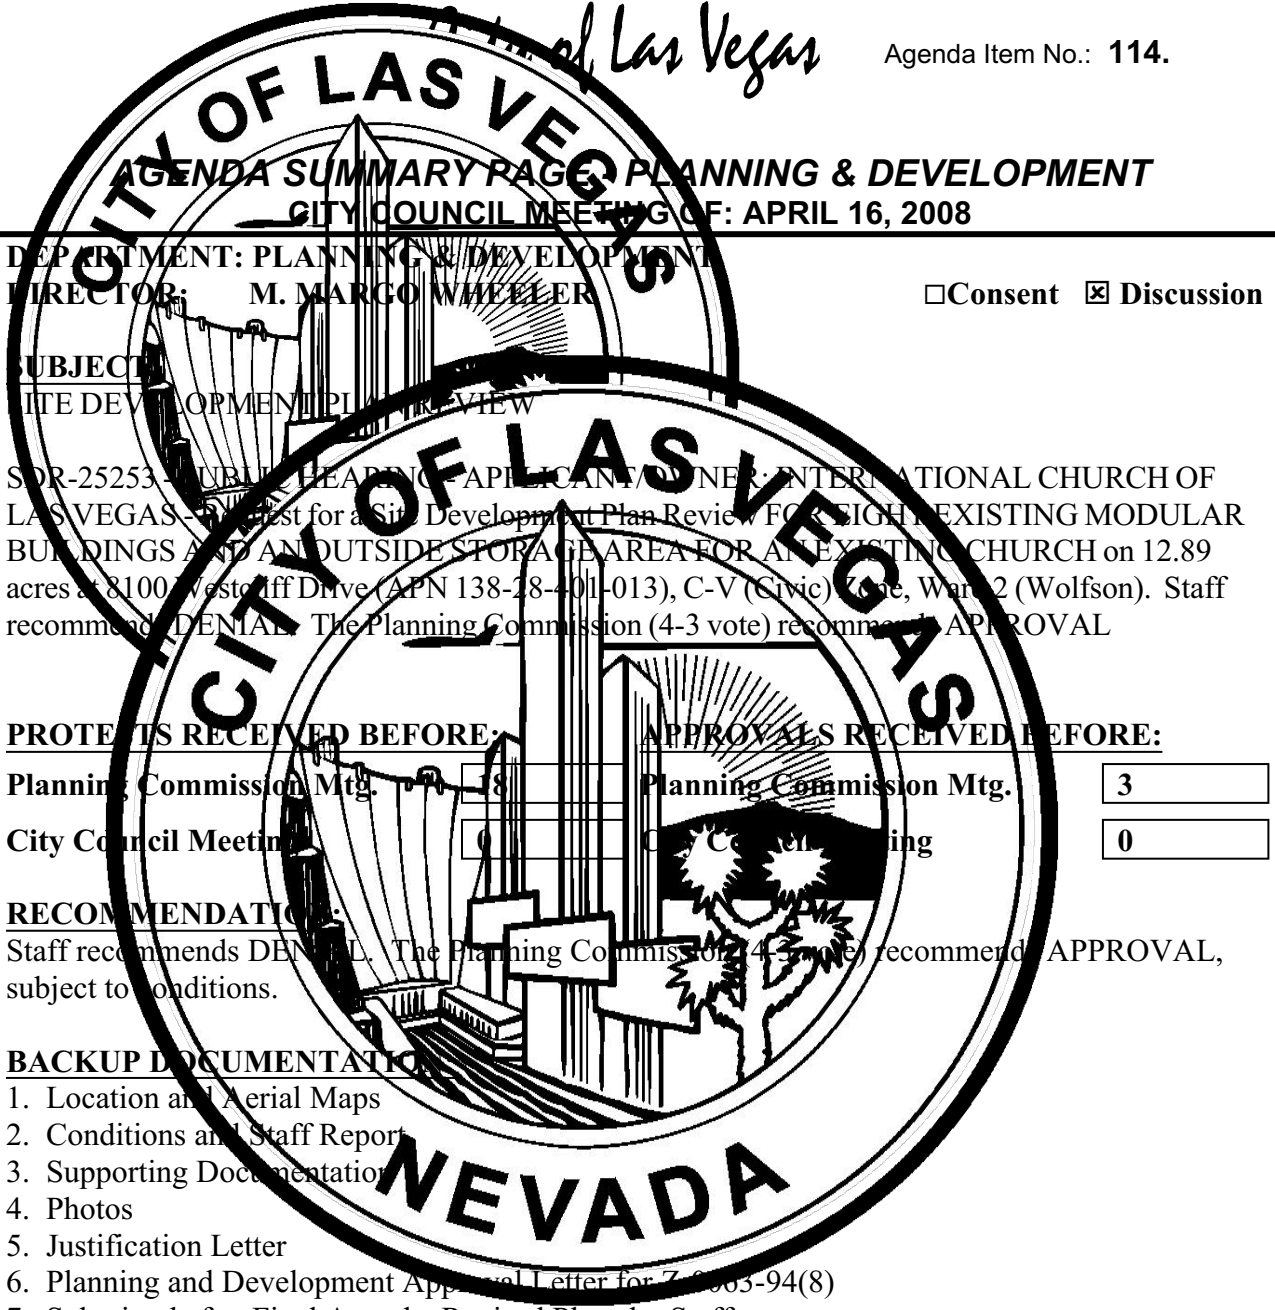 City of Las Vegas
Agenda Item No.: 114.
AGENDA SUMMARY PAGE - PLANNING & DEVELOPMENT
CITY COUNCIL MEETING OF: APRIL 16, 2008
DEPARTMENT: PLANNING & DEVELOPMENT
DIRECTOR: M. MARGO WHEELER
☐Consent ☒ Discussion
SUBJECT:
SITE DEVELOPMENT PLAN REVIEW
SDR-25253 - PUBLIC HEARING - APPLICANT/OWNER: INTERNATIONAL CHURCH OF
LAS VEGAS - Request for a Site Development Plan Review FOR EIGHT EXISTING MODULAR
BUILDINGS AND AN OUTSIDE STORAGE AREA FOR AN EXISTING CHURCH on 12.89
acres at 8100 Westcliff Drive (APN 138-28-401-013), C-V (Civic) Zone, Ward 2 (Wolfson). Staff
recommends DENIAL. The Planning Commission (4-3 vote) recommends APPROVAL
PROTESTS RECEIVED BEFORE: APPROVALS RECEIVED BEFORE:
Planning Commission Mtg. 18 Planning Commission Mtg. 3
City Council Meeting 0 City Council Meeting 0
RECOMMENDATION:
Staff recommends DENIAL. The Planning Commission (4-3 vote) recommends APPROVAL,
subject to conditions.
BACKUP DOCUMENTATION:
1. Location and Aerial Maps
2. Conditions and Staff Report
3. Supporting Documentation
4. Photos
5. Justification Letter
6. Planning and Development Approval Letter for Z-0063-94(8)
CITY OF LAS VEGAS
CITY OF LAS VEGAS
NEVADA